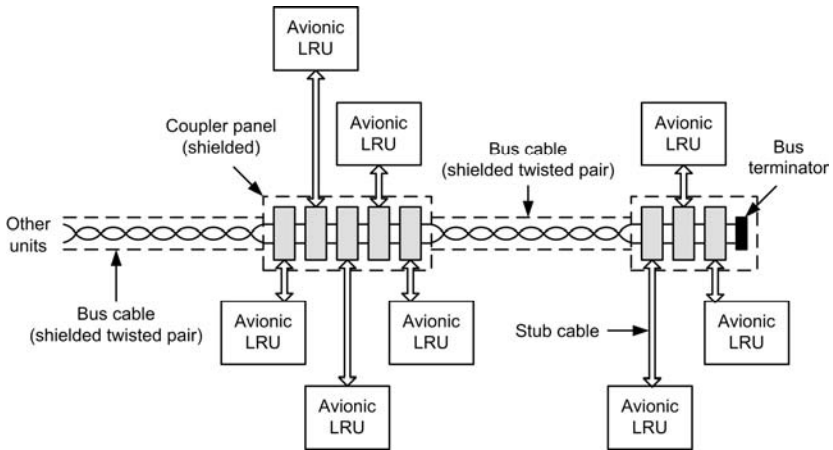 Avionic
LRU
Coupler panel
(shielded)
Avionic
LRU
Bus cable
(shielded twisted pair)
Avionic
LRU
Bus
terminator
Other
units
Bus cable
(shielded twisted pair)
Avionic
LRU
Avionic
LRU
Avionic
LRU
Stub cable
Avionic
LRU
Avionic
LRU